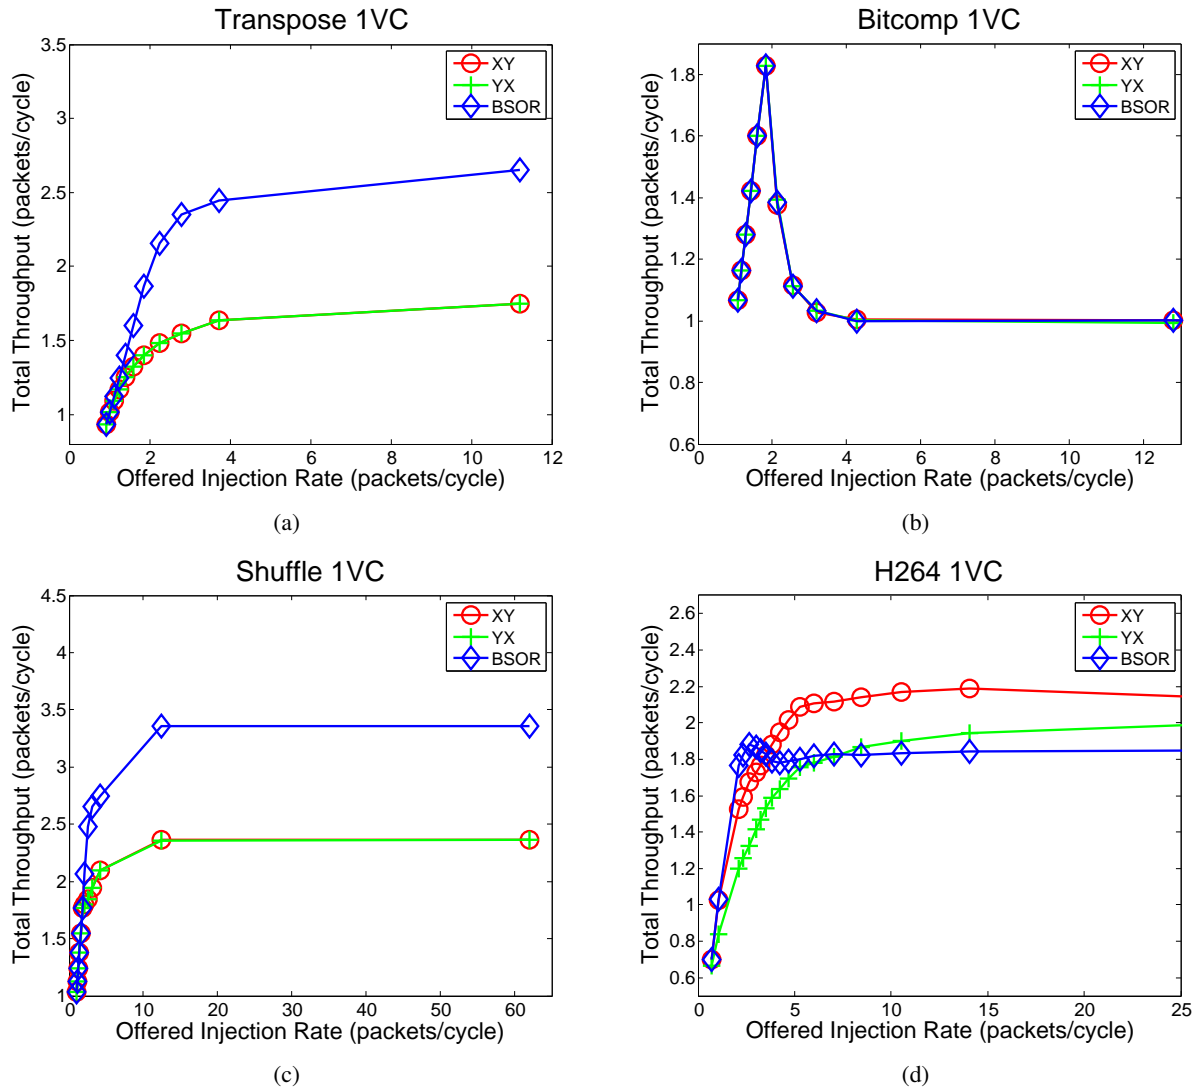 Transpose 1VC
3.5
3
2.5
2
1.5
1
0 2 4 6 8 10 12
Total Throughput (packets/cycle)
Offered Injection Rate (packets/cycle)
XY
YX
BSOR
(a)
Bitcomp 1VC
1.8
1.6
1.4
1.2
1
0.8
0.6
0 2 4 6 8 10 12
Total Throughput (packets/cycle)
Offered Injection Rate (packets/cycle)
XY
YX
BSOR
(b)
Shuffle 1VC
4.5
4
3.5
3
2.5
2
1.5
1
0 10 20 30 40 50 60
Total Throughput (packets/cycle)
Offered Injection Rate (packets/cycle)
XY
YX
BSOR
(c)
H264 1VC
2.6
2.4
2.2
2
1.8
1.6
1.4
1.2
1
0.8
0.6
0 5 10 15 20 25
Total Throughput (packets/cycle)
Offered Injection Rate (packets/cycle)
XY
YX
BSOR
(d)